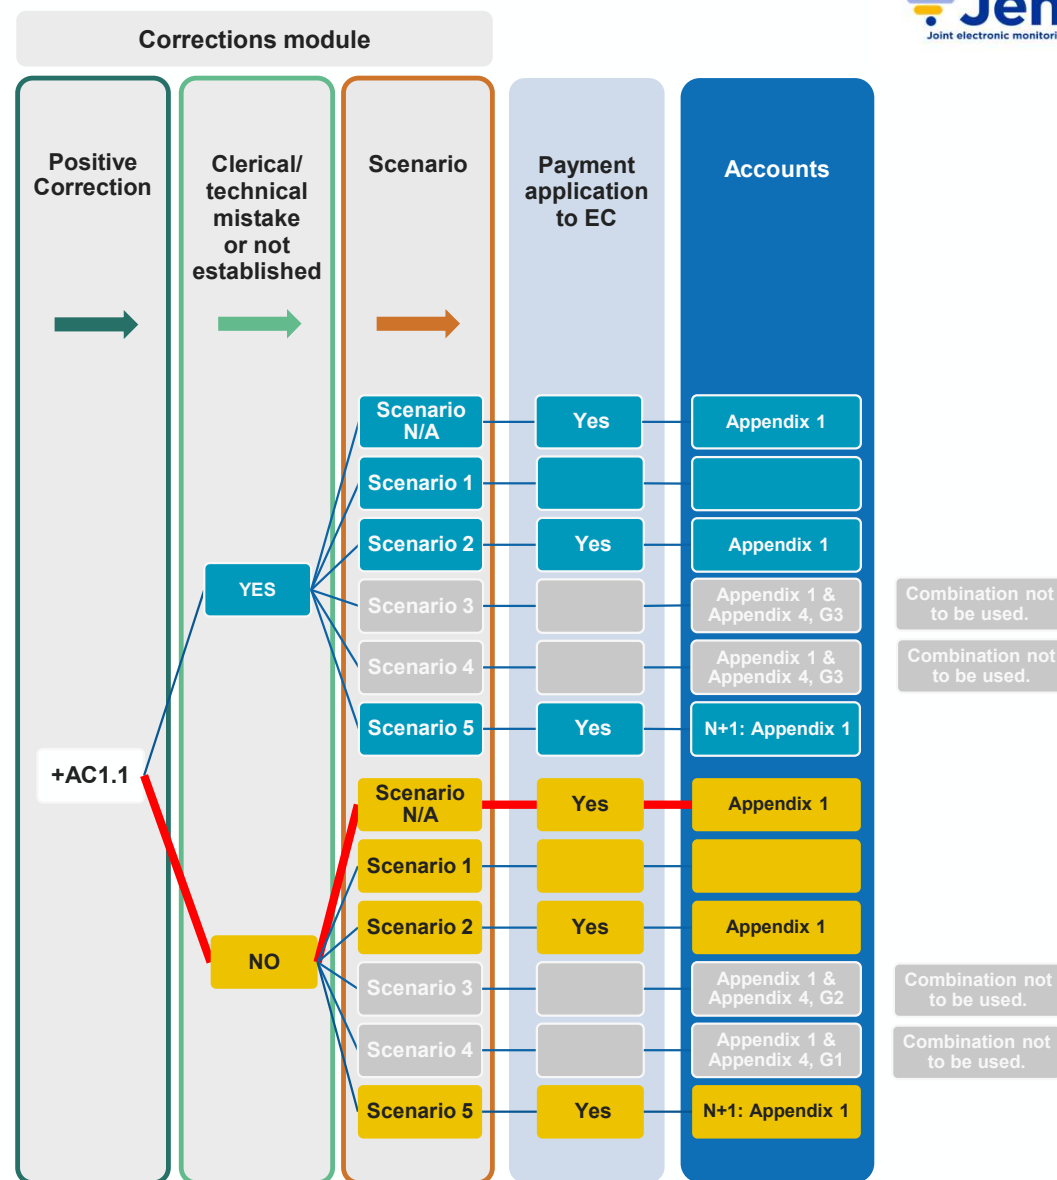 Jem
Joint electronic monitori
Corrections module
Positive
Correction
Clerical/
technical
mistake
or not
established
Scenario
Payment
application
to EC
Accounts
Scenario
N/A
Yes
Appendix 1
Scenario 1
Scenario 2
Yes
Appendix 1
YES
Scenario 3
Appendix 1 &
Appendix 4, G3
Combination not
to be used.
Scenario 4
Appendix 1 &
Appendix 4, G3
Combination not
to be used.
Scenario 5
Yes
N+1: Appendix 1
+AC1.1
Scenario
N/A
Yes
Appendix 1
Scenario 1
Scenario 2
Yes
Appendix 1
NO
Scenario 3
Appendix 1 &
Appendix 4, G2
Combination not
to be used.
Scenario 4
Appendix 1 &
Appendix 4, G1
Combination not
to be used.
Scenario 5
Yes
N+1: Appendix 1